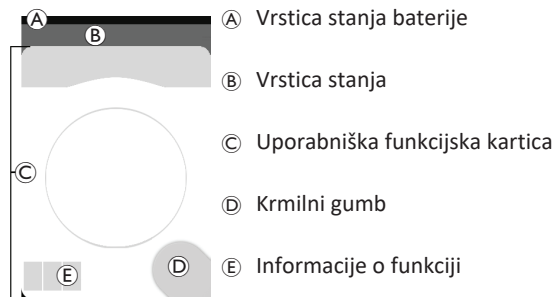 Ⓐ Ⓐ Vrstica stanja baterije
Ⓑ
Ⓑ Vrstica stanja
Ⓒ Uporabniška funkcijska kartica
Ⓒ
Ⓓ Krmilni gumb
Ⓓ
Ⓔ Ⓔ Informacije o funkciji